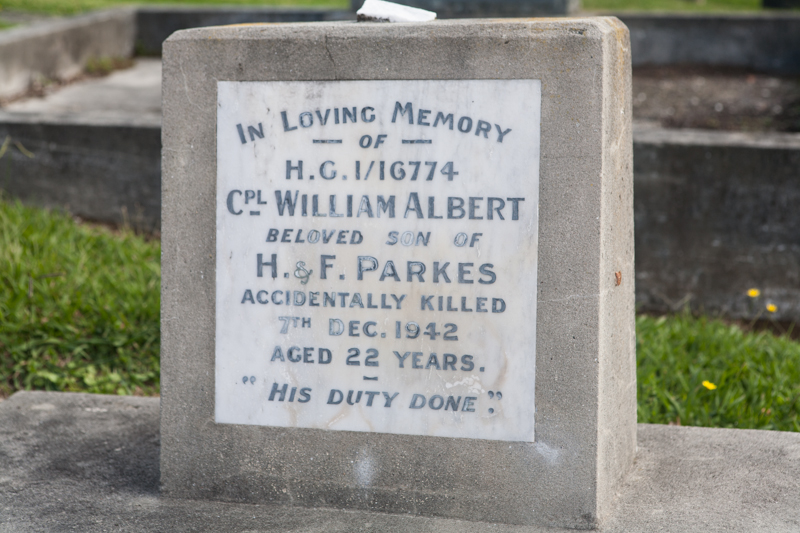 In Loving Memory
— OF —
H.G. 1/16774
CPL WILLIAM ALBERT
BELOVED SON OF
H. & F. PARKES
ACCIDENTALLY KILLED
7TH DEC. 1942
AGED 22 YEARS.
"HIS DUTY DONE".